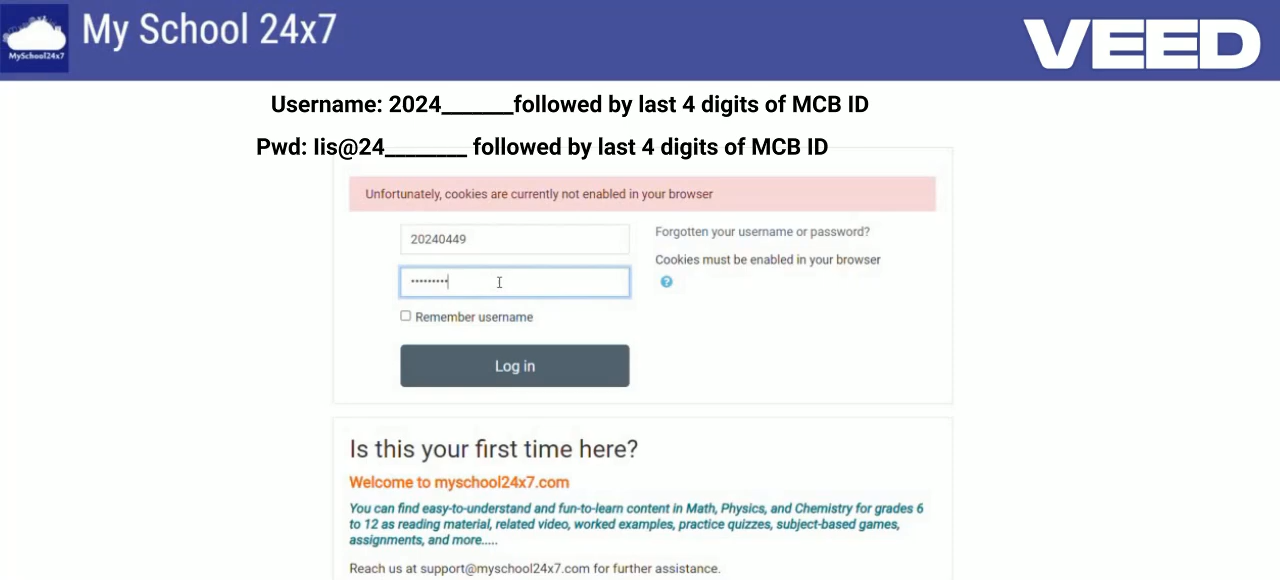 My School 24x7
MySchool24x7
VEED
Username: 2024______followed by last 4 digits of MCB ID
Pwd: Iis@24_______ followed by last 4 digits of MCB ID
Unfortunately, cookies are currently not enabled in your browser
20240449
Forgotten your username or password?
Cookies must be enabled in your browser
•••••••••
?
Remember username
Log in
Is this your first time here?
Welcome to myschool24x7.com
You can find easy-to-understand and fun-to-learn content in Math, Physics, and Chemistry for grades 6
to 12 as reading material, related video, worked examples, practice quizzes, subject-based games,
assignments, and more.....
Reach us at support@myschool24x7.com for further assistance.